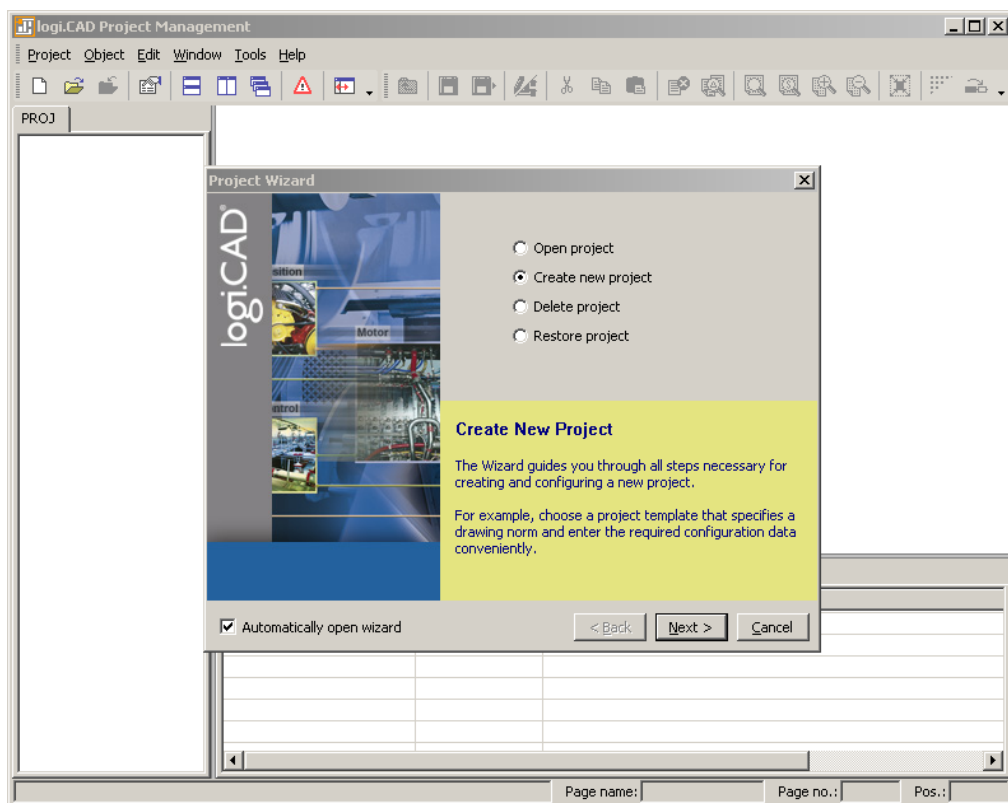 logi.CAD Project Management
Project Object Edit Window Tools Help
PROJ
Project Wizard
logi.CAD®
sition
Motor
ntrol
Open project
Create new project
Delete project
Restore project
Create New Project
The Wizard guides you through all steps necessary for
creating and configuring a new project.
For example, choose a project template that specifies a
drawing norm and enter the required configuration data
conveniently.
Automatically open wizard
< Back Next > Cancel
Page name: Page no.: Pos.: